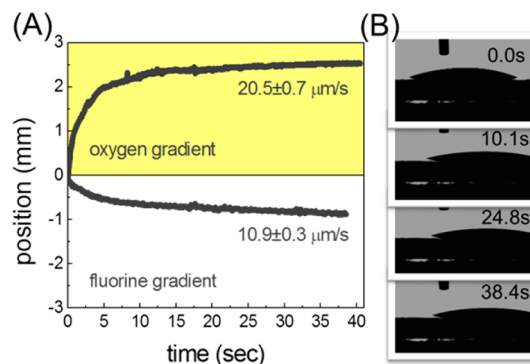 (A)
3
2
1
0
-1
-2
-3
position (mm)
20.5±0.7 μm/s
oxygen gradient
10.9±0.3 μm/s
fluorine gradient
0 5 10 15 20 25 30 35 40
time (sec)
(B)
0.0s
10.1s
24.8s
38.4s